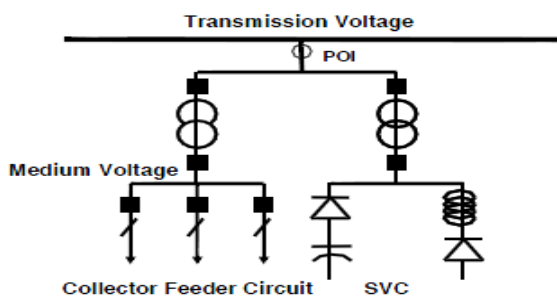 Transmission Voltage
POI
Medium Voltage
Collector Feeder Circuit
SVC